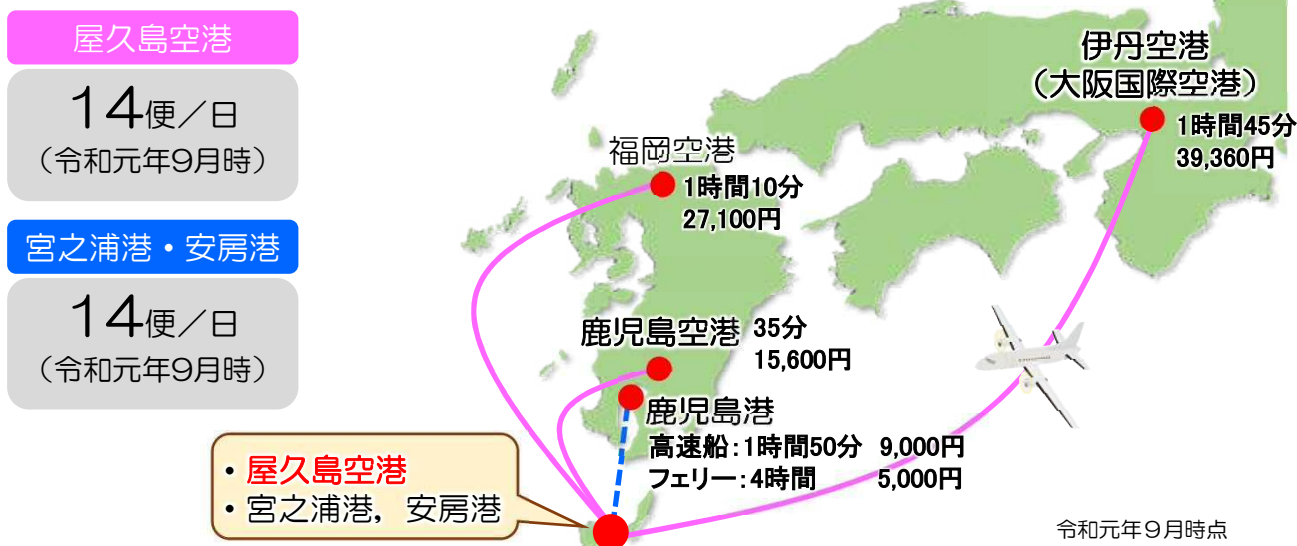 屋久島空港
14便／日
（令和元年9月時）
宮之浦港・安房港
14便／日
（令和元年9月時）
伊丹空港
（大阪国際空港）
1時間45分
39,360円
福岡空港
1時間10分
27,100円
鹿児島空港 35分
15,600円
鹿児島港
高速船：1時間50分 9,000円
フェリー：4時間 5,000円
・屋久島空港
・宮之浦港，安房港
令和元年９月時点